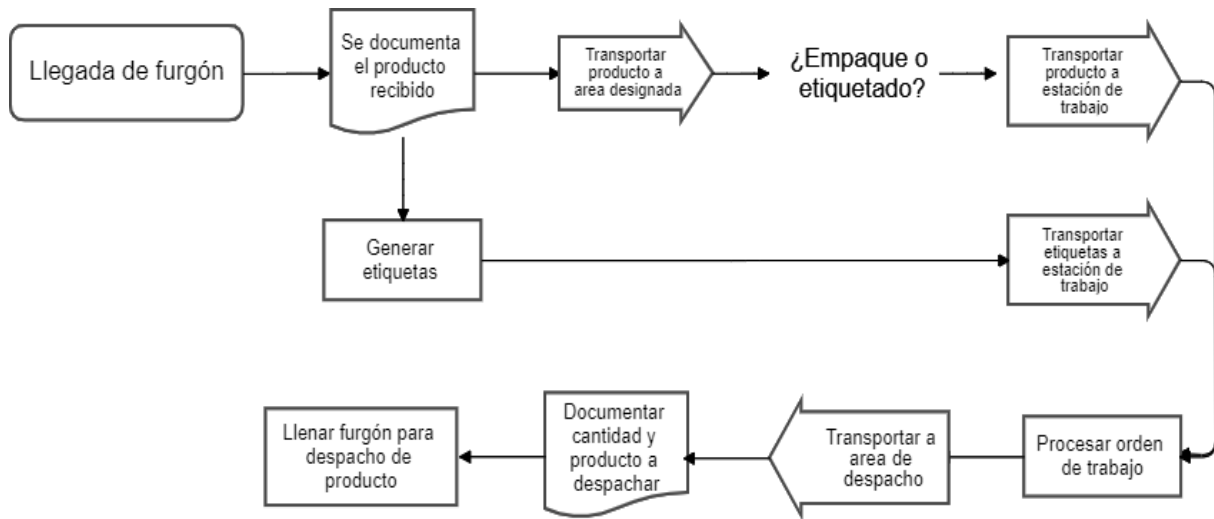 Llegada de furgón
Se documenta
el producto
recibido
Transportar
producto a
area designada
¿Empaque o
etiquetado?
Transportar
producto a
estación de
trabajo
Generar
etiquetas
Transportar
etiquetas a
estación de
trabajo
Procesar orden
de trabajo
Transportar a
area de
despacho
Documentar
cantidad y
producto a
despachar
Llenar furgón para
despacho de
producto